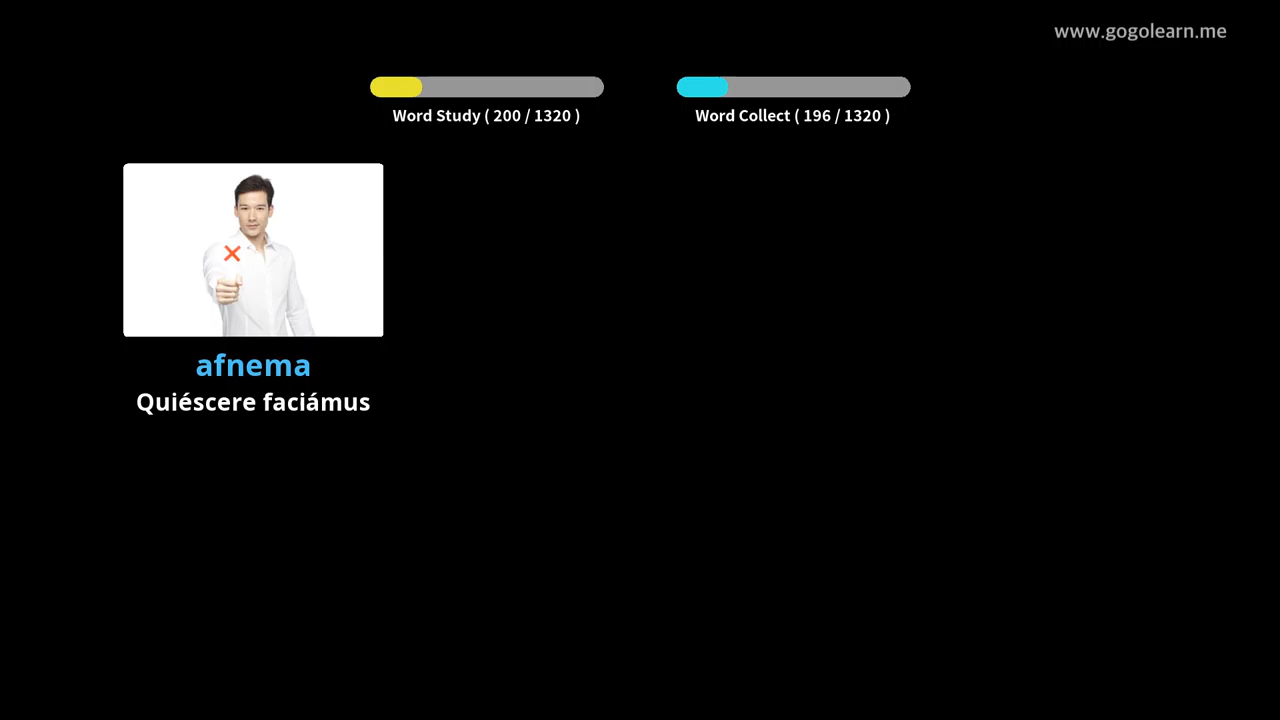 www.gogolearn.me
Word Study ( 200 / 1320 )
Word Collect ( 196 / 1320 )
afnema
Quiéscere faciámus